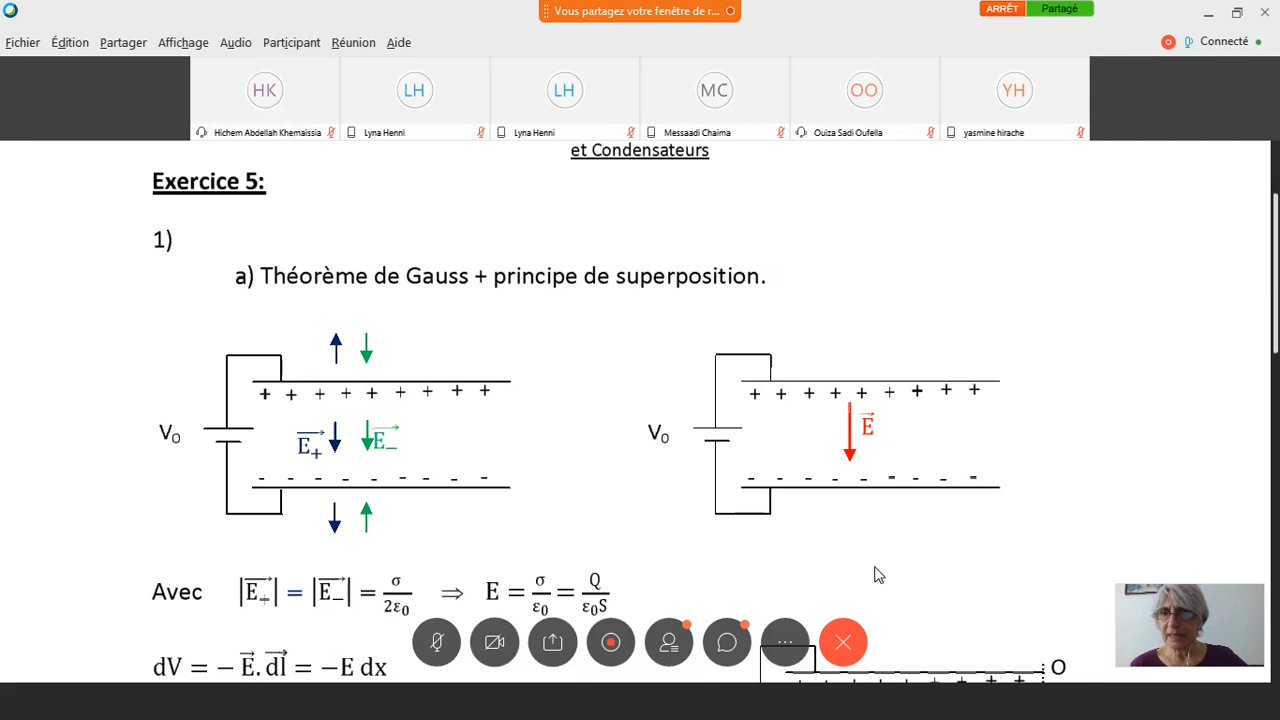 Vous partagez votre fenêtre de r...
ARRÊT Partagé
Fichier Édition Partager Affichage Audio Participant Réunion Aide
Connecté
HK LH LH MC OO YH
Hichem Abdellah Khemaissia Lyna Henni Lyna Henni Messaadi Chaima Ouiza Sadi Oufella yasmine hirache
et Condensateurs
Exercice 5:
1)
a) Théorème de Gauss + principe de superposition.
+ + + + + + + + +
+ + + + + + + + +
V₀ E₊⃗ E₋⃗
V₀ E⃗
- - - - - - - - -
- - - - - - - - -
Avec |E₊⃗| = |E₋⃗| = σ/2ε₀ ⇒ E = σ/ε₀ = Q/ε₀S
dV = − E⃗.dl⃗ = −E dx
O